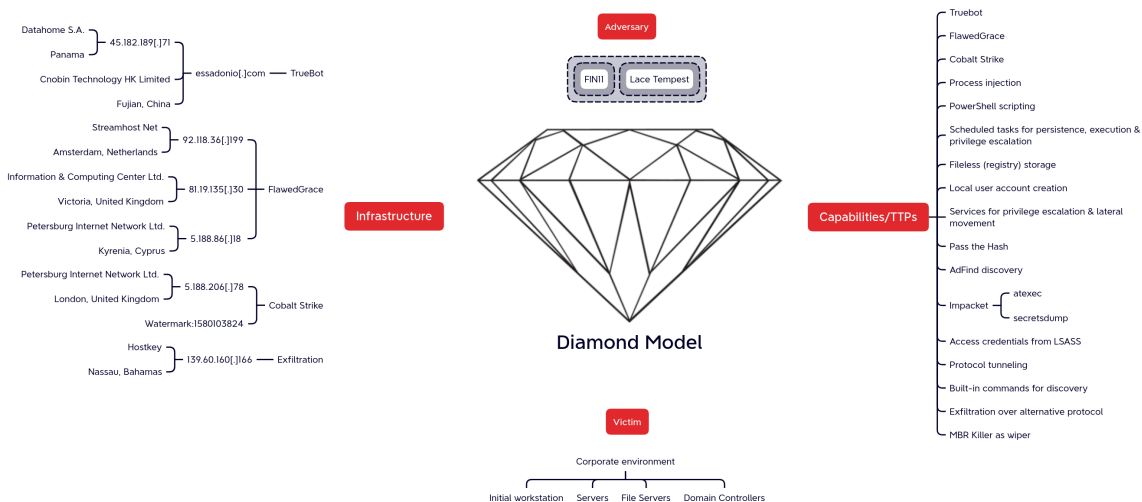 Adversary
FIN11
Lace Tempest
Infrastructure
Datahome S.A.
Panama
45.182.189[.]71
Cnobin Technology HK Limited
Fujian, China
essadonio[.]com
TrueBot
Streamhost Net
Amsterdam, Netherlands
92.118.36[.]199
Information & Computing Center Ltd.
Victoria, United Kingdom
81.19.135[.]30
Petersburg Internet Network Ltd.
Kyrenia, Cyprus
5.188.86[.]18
FlawedGrace
Petersburg Internet Network Ltd.
London, United Kingdom
5.188.206[.]78
Watermark:1580103824
Cobalt Strike
Hostkey
Nassau, Bahamas
139.60.160[.]166
Exfiltration
Diamond Model
Capabilities/TTPs
Truebot
FlawedGrace
Cobalt Strike
Process injection
PowerShell scripting
Scheduled tasks for persistence, execution &
privilege escalation
Fileless (registry) storage
Local user account creation
Services for privilege escalation & lateral
movement
Pass the Hash
AdFind discovery
Impacket
atexec
secretsdump
Access credentials from LSASS
Protocol tunneling
Built-in commands for discovery
Exfiltration over alternative protocol
MBR Killer as wiper
Victim
Corporate environment
Initial workstation
Servers
File Servers
Domain Controllers